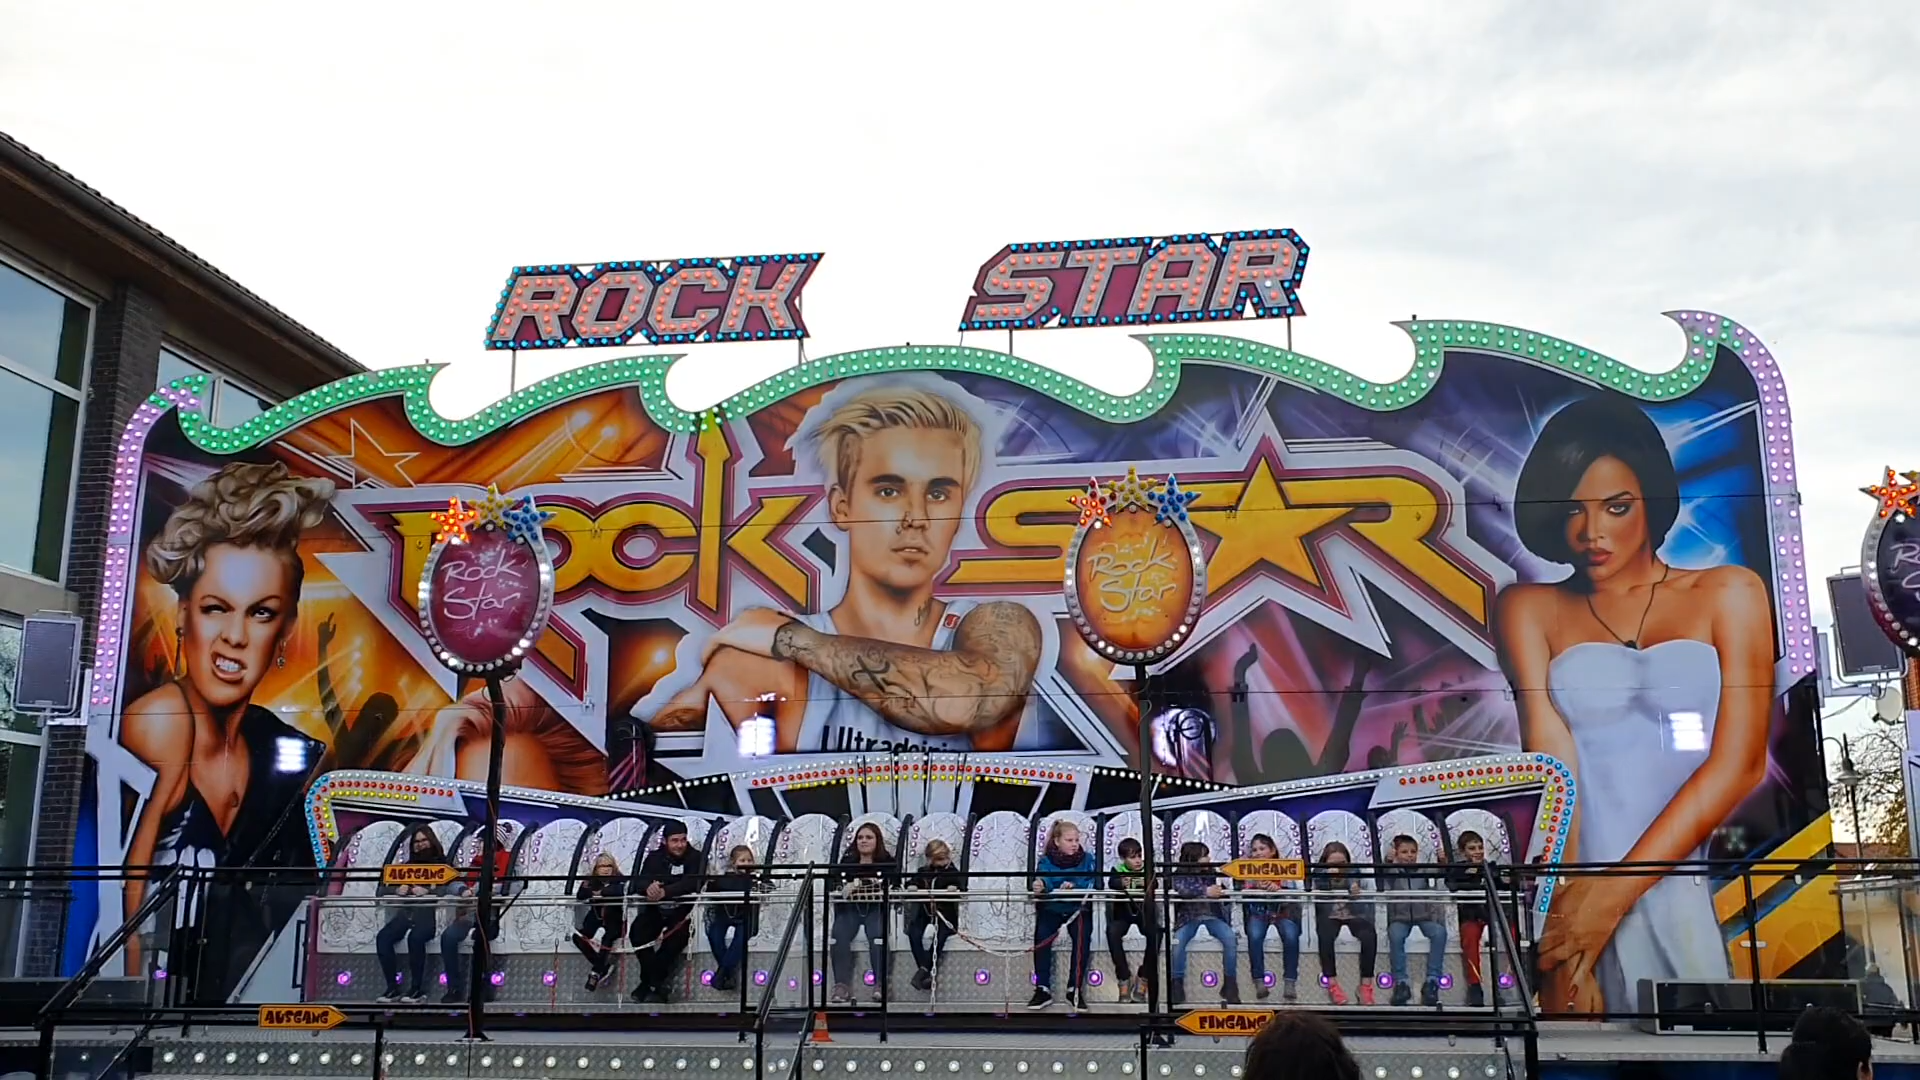 ROCK STAR
ROCK STAR
Rock
Star
Rock
Star
Ultra
AUSGANG
EINGANG
AUSGANG
EINGANG